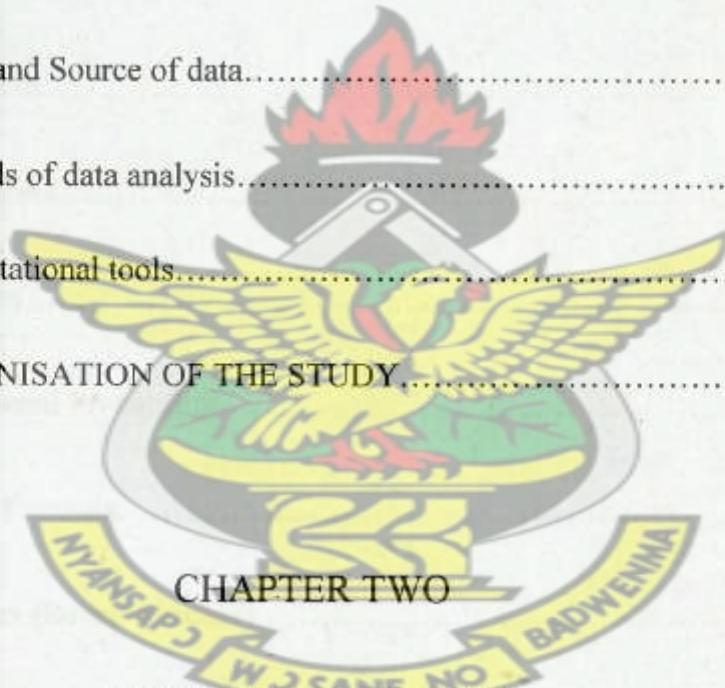 and Source of data
ls of data analysis
tational tools
NISATION OF THE STUDY
CHAPTER TWO
NYANSAPƆ WƆSANE NO BADWENMA